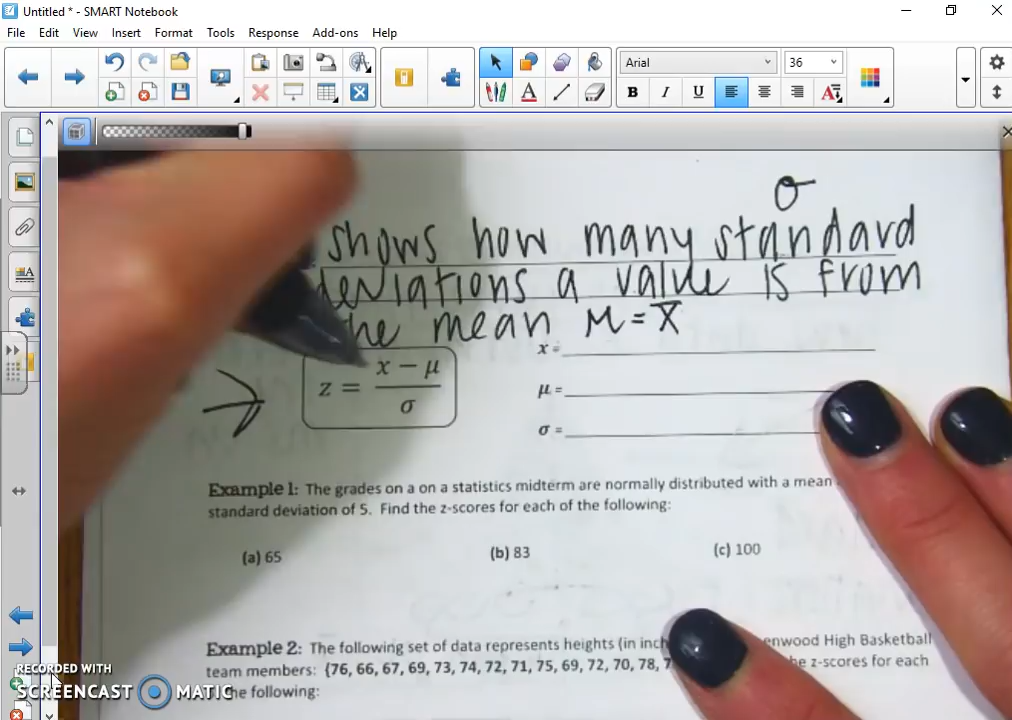 Untitled * - SMART Notebook
File Edit View Insert Format Tools Response Add-ons Help
Arial 36
B I U A
σ
shows how many standard
deviations a value is from
the mean μ = x̄
x =
z = x − μ / σ
μ =
σ =
Example 1: The grades on a on a statistics midterm are normally distributed with a mean
standard deviation of 5. Find the z-scores for each of the following:
(a) 65 (b) 83 (c) 100
Example 2: The following set of data represents heights (in inch enwood High Basketball
team members: {76, 66, 67, 69, 73, 74, 72, 71, 75, 69, 72, 70, 78, 7 z-scores for each
the following:
RECORDED WITH
SCREENCAST MATIC